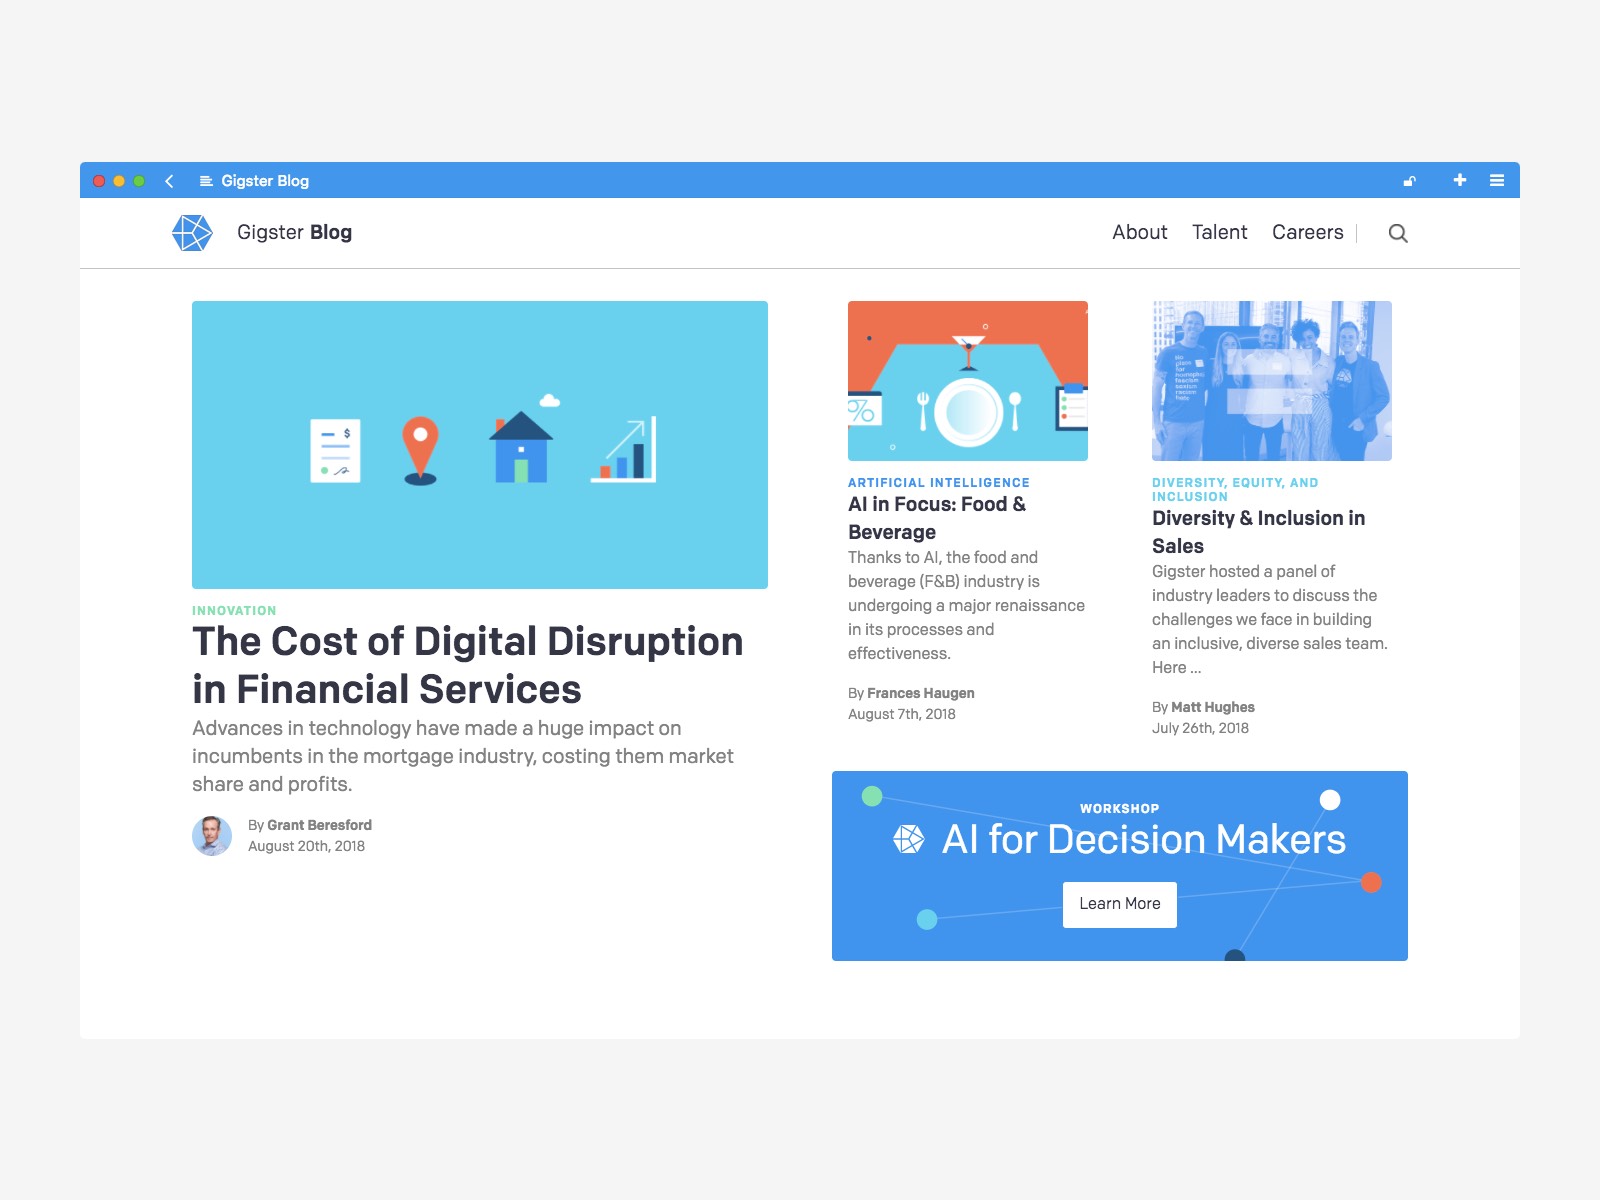 Gigster Blog
Gigster Blog
About Talent Careers
$
INNOVATION
The Cost of Digital Disruption
in Financial Services
Advances in technology have made a huge impact on
incumbents in the mortgage industry, costing them market
share and profits.
By Grant Beresford
August 20th, 2018
%
ARTIFICIAL INTELLIGENCE
AI in Focus: Food &
Beverage
Thanks to AI, the food and
beverage (F&B) industry is
undergoing a major renaissance
in its processes and
effectiveness.
By Frances Haugen
August 7th, 2018
DIVERSITY, EQUITY, AND
INCLUSION
Diversity & Inclusion in
Sales
Gigster hosted a panel of
industry leaders to discuss the
challenges we face in building
an inclusive, diverse sales team.
Here ...
By Matt Hughes
July 26th, 2018
WORKSHOP
AI for Decision Makers
Learn More